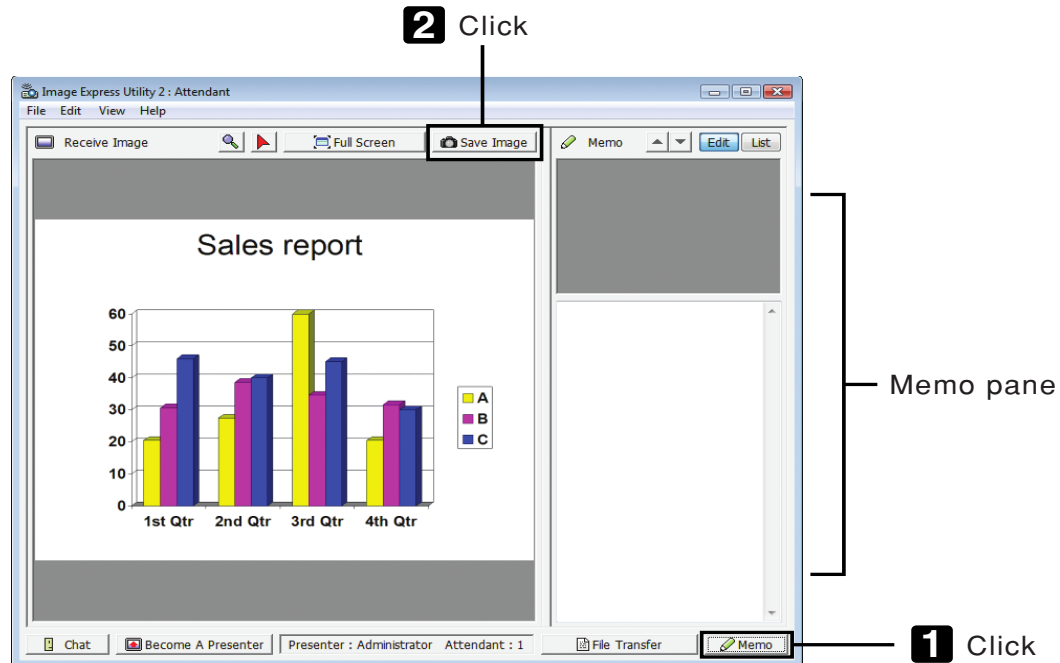 2 Click
Image Express Utility 2 : Attendant
File Edit View Help
Receive Image Full Screen Save Image Memo Edit List
Sales report
60
50
40
30
20
10
0
1st Qtr 2nd Qtr 3rd Qtr 4th Qtr
A
B
C
Memo pane
Chat Become A Presenter Presenter : Administrator Attendant : 1 File Transfer Memo
1 Click